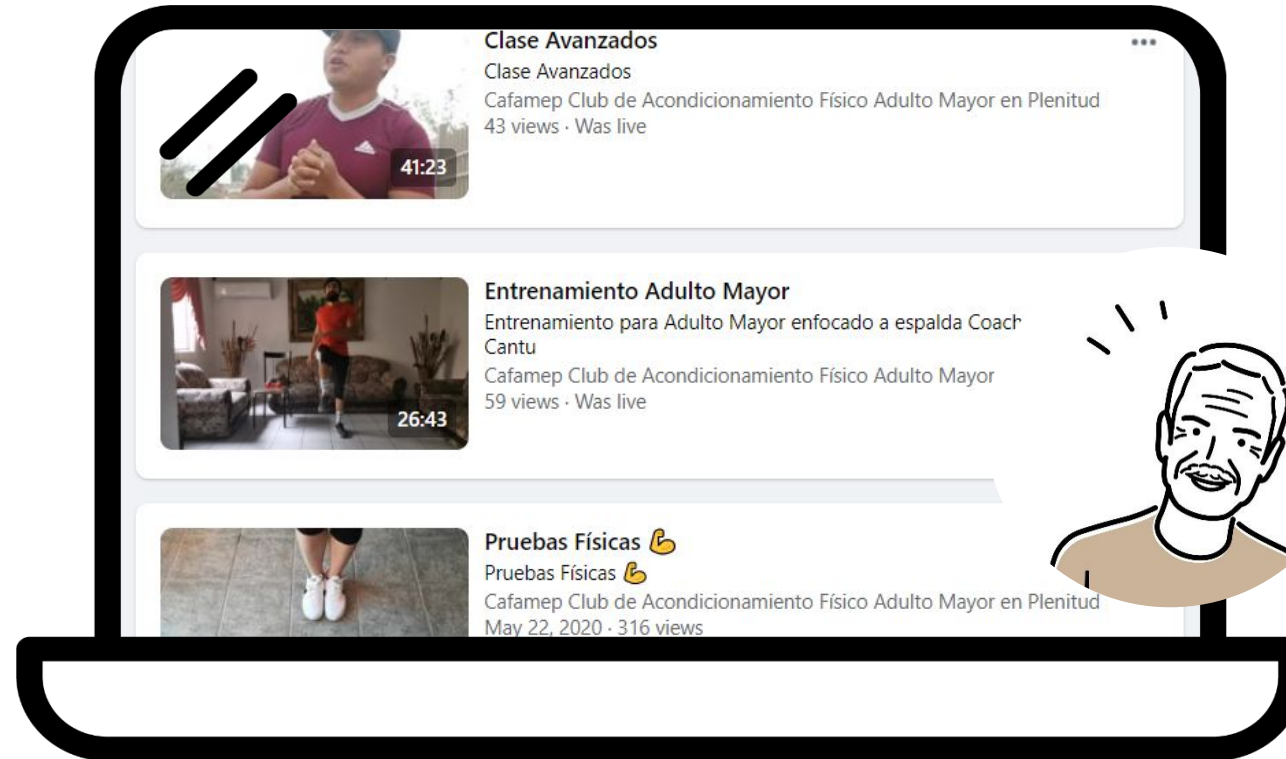 Clase Avanzados
Clase Avanzados
Cafamep Club de Acondicionamiento Físico Adulto Mayor en Plenitud
43 views · Was live
41:23
Entrenamiento Adulto Mayor
Entrenamiento para Adulto Mayor enfocado a espalda Coach
Cantu
Cafamep Club de Acondicionamiento Físico Adulto Mayor
59 views · Was live
26:43
Pruebas Físicas 💪
Pruebas Físicas 💪
Cafamep Club de Acondicionamiento Físico Adulto Mayor en Plenitud
May 22, 2020 · 316 views